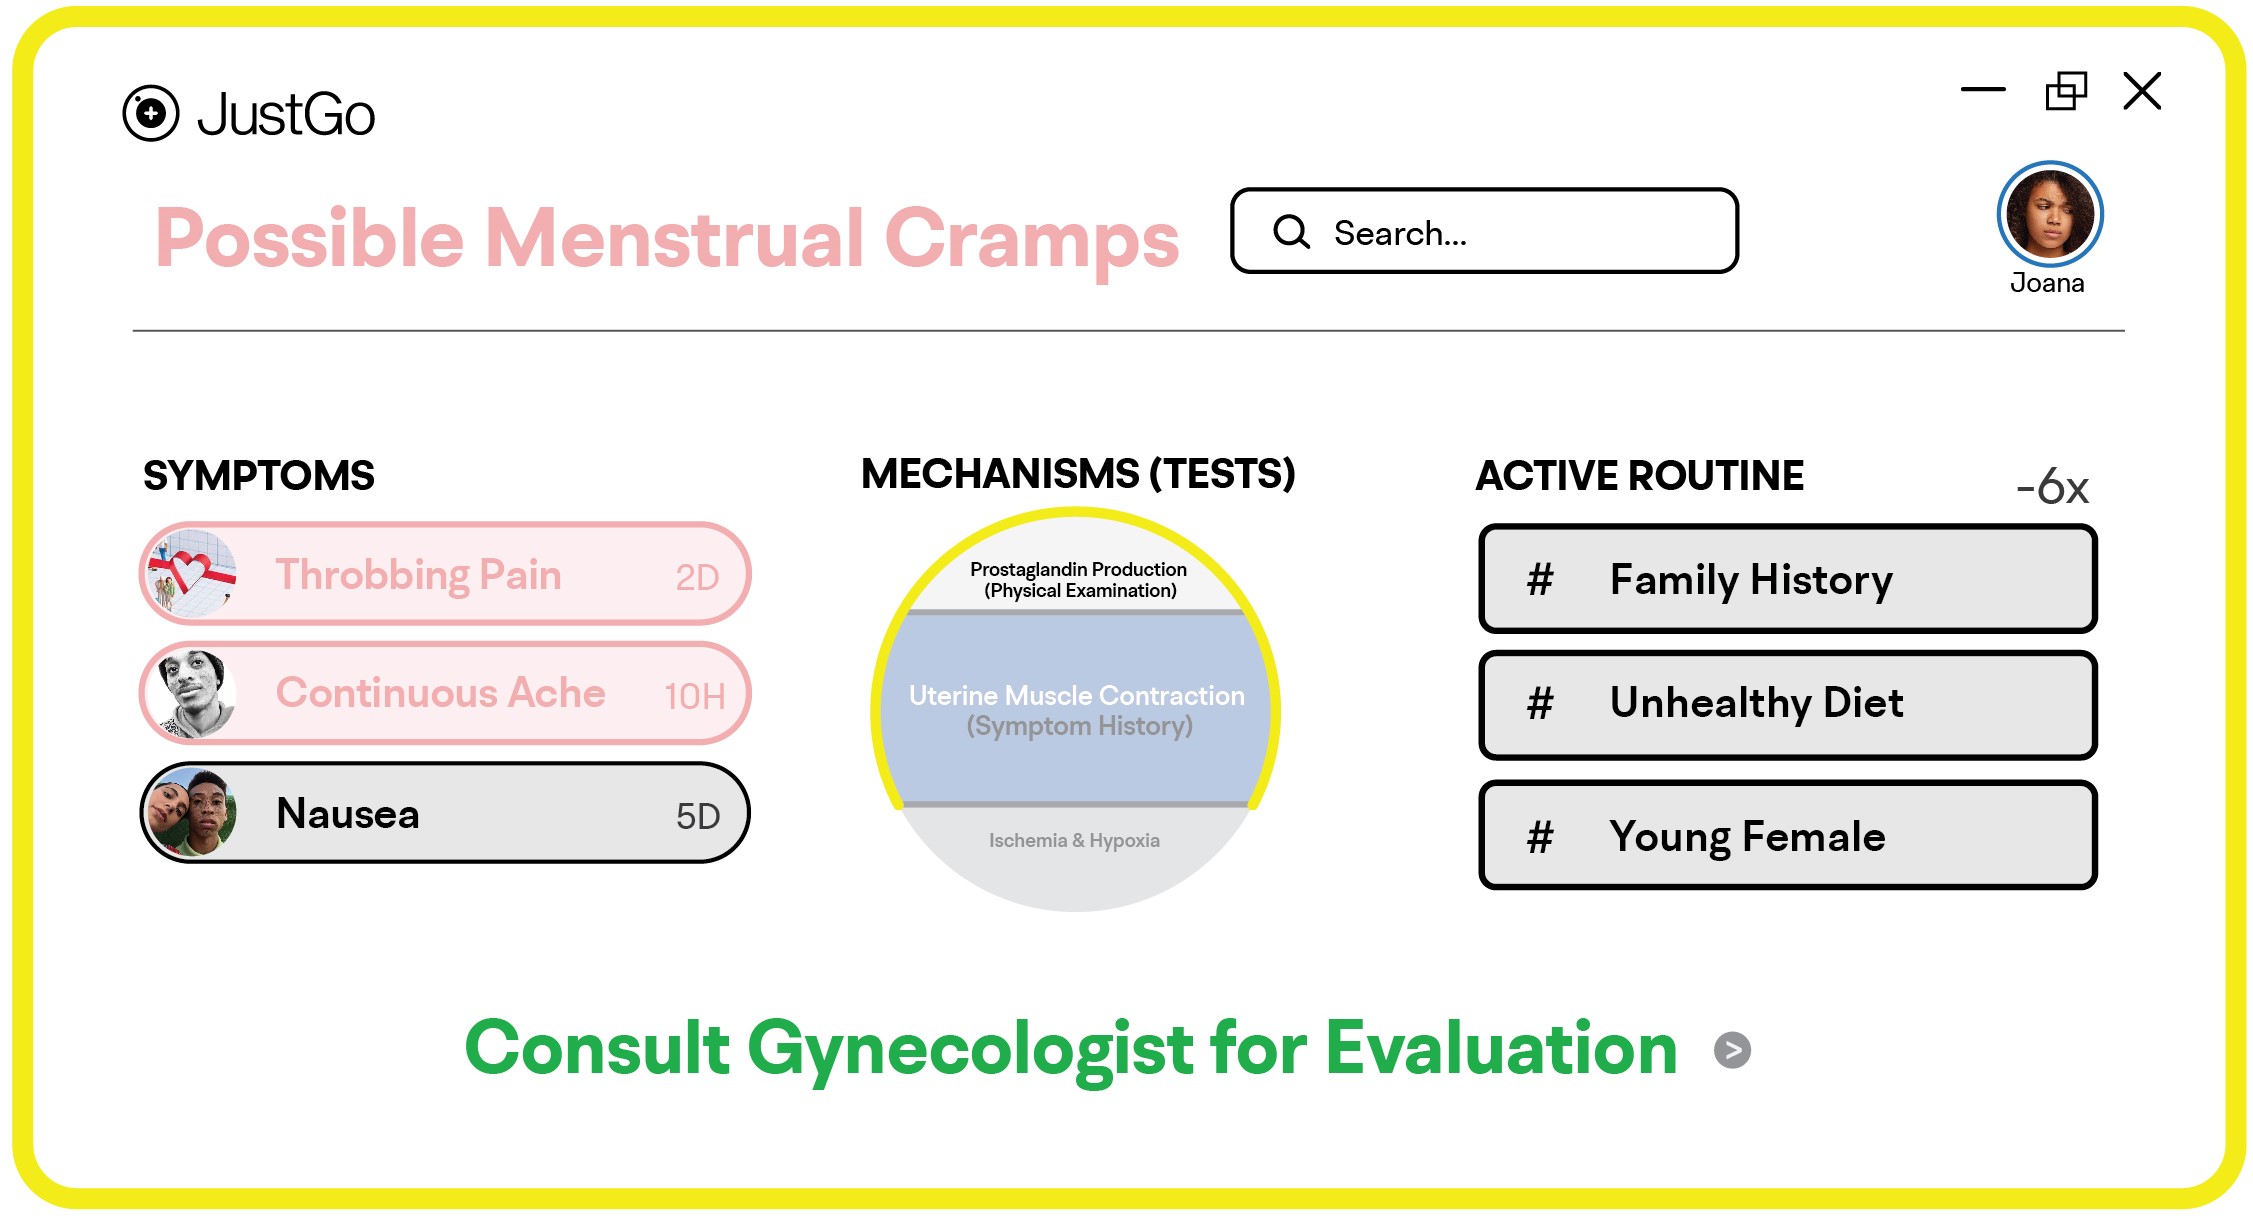 JustGo
Possible Menstrual Cramps
Search...
Joana
SYMPTOMS
Throbbing Pain 2D
Continuous Ache 10H
Nausea 5D
MECHANISMS (TESTS)
Prostaglandin Production
(Physical Examination)
Uterine Muscle Contraction
(Symptom History)
Ischemia & Hypoxia
ACTIVE ROUTINE -6x
# Family History
# Unhealthy Diet
# Young Female
Consult Gynecologist for Evaluation >